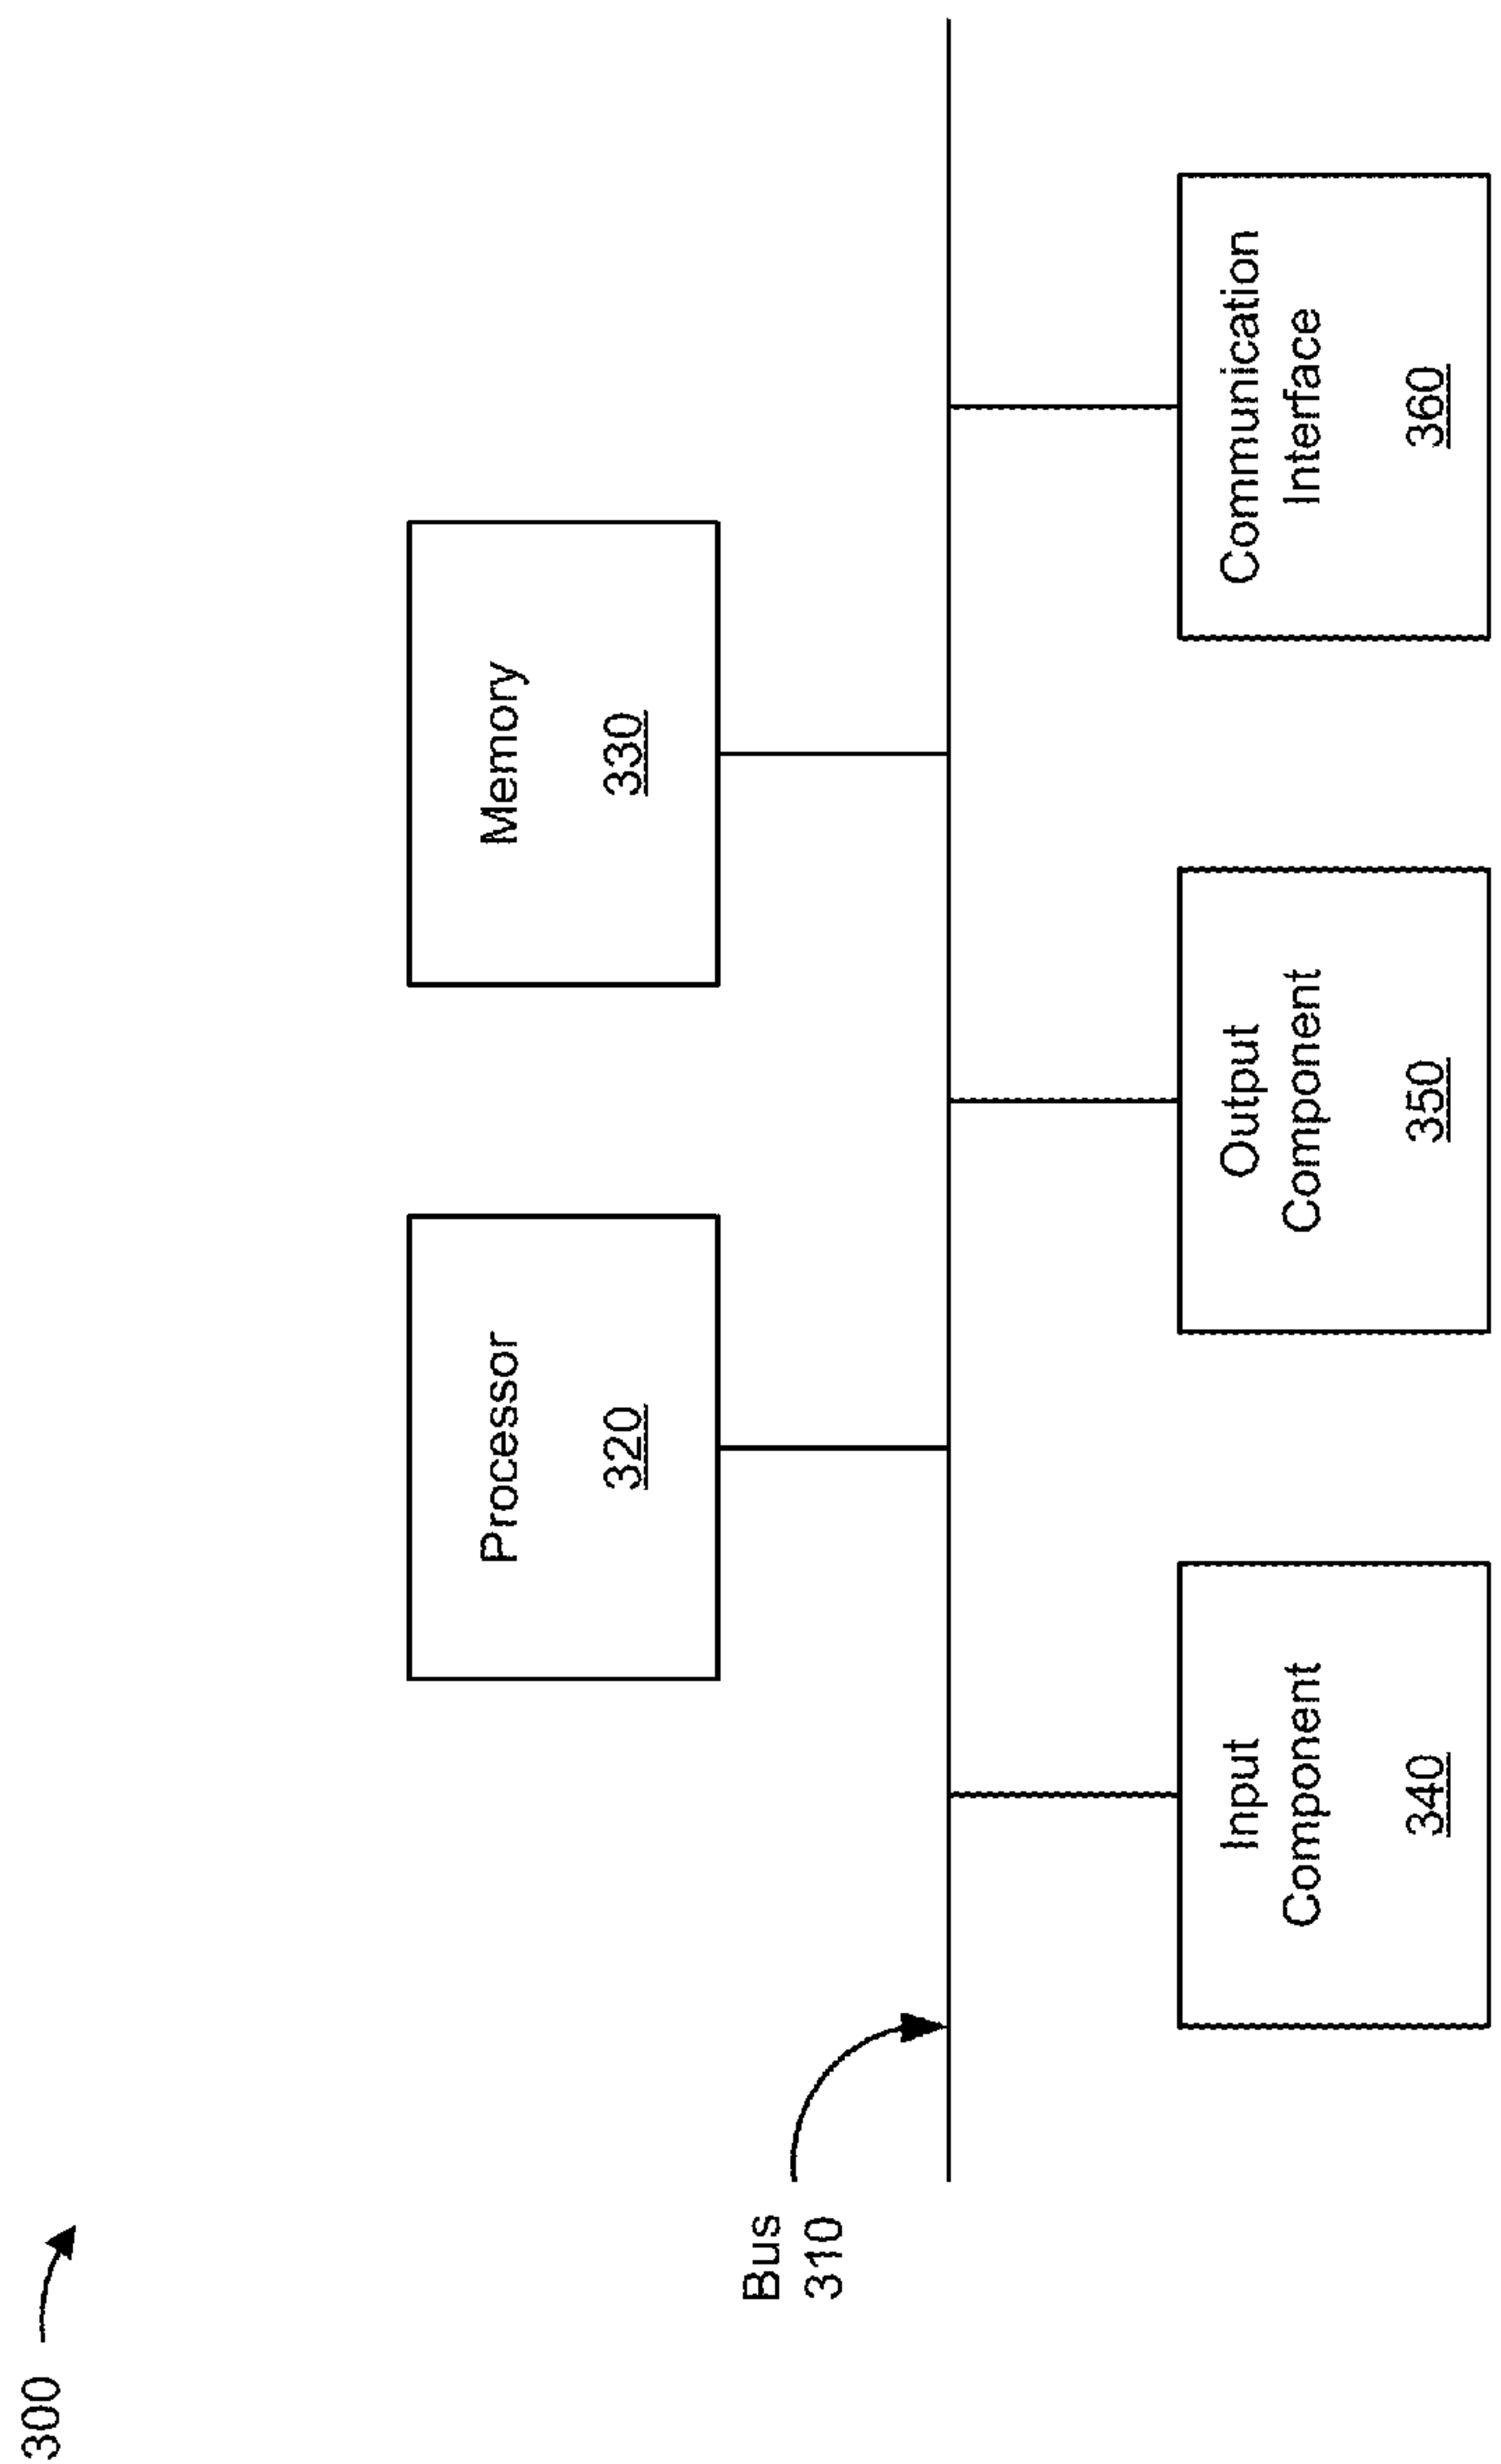 300
Processor
320
Memory
330
Bus
310
Input
Component
340
Output
Component
350
Communication
Interface
360